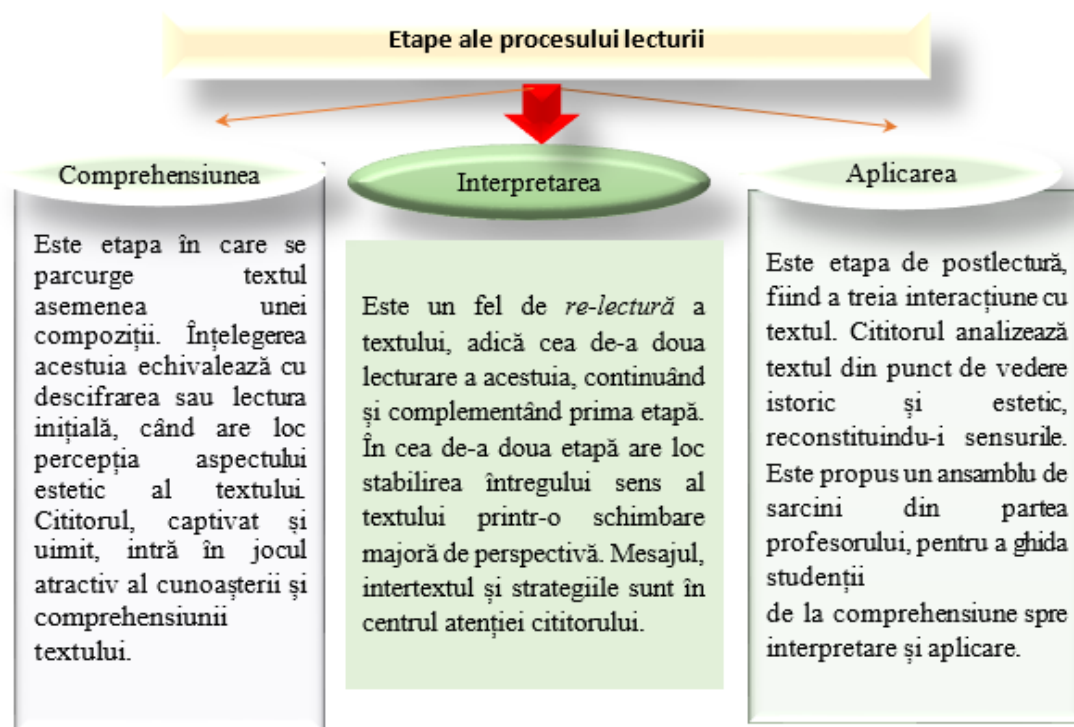 Etape ale procesului lecturii
Comprehensiunea
Este etapa în care se
parcurge textul
asemenea unei
compoziții. Înțelegerea
acestuia echivalează cu
descifrarea sau lectura
inițială, când are loc
percepția aspectului
estetic al textului.
Cititorul, captivat și
uimit, intră în jocul
atractiv al cunoașterii și
comprehensiunii
textului.
Interpretarea
Este un fel de re-lectură a
textului, adică cea de-a doua
lecturare a acestuia, continuând
și complementând prima etapă.
În cea de-a doua etapă are loc
stabilirea întregului sens al
textului printr-o schimbare
majoră de perspectivă. Mesajul,
intertextul și strategiile sunt în
centrul atenției cititorului.
Aplicarea
Este etapa de postlectură,
fiind a treia interacțiune cu
textul. Cititorul analizează
textul din punct de vedere
istoric și estetic,
reconstituindu-i sensurile.
Este propus un ansamblu de
sarcini din partea
profesorului, pentru a ghida
studenții
de la comprehensiune spre
interpretare și aplicare.